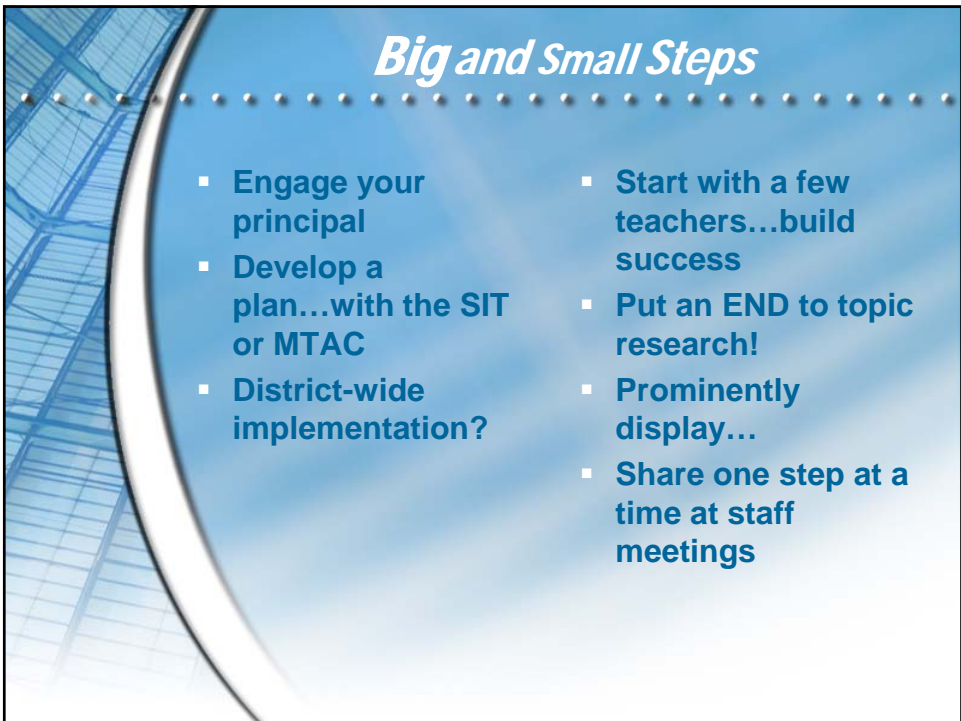 Big and Small Steps
▪ Engage your
principal
▪ Develop a
plan…with the SIT
or MTAC
▪ District-wide
implementation?
▪ Start with a few
teachers…build
success
▪ Put an END to topic
research!
▪ Prominently
display…
▪ Share one step at a
time at staff
meetings